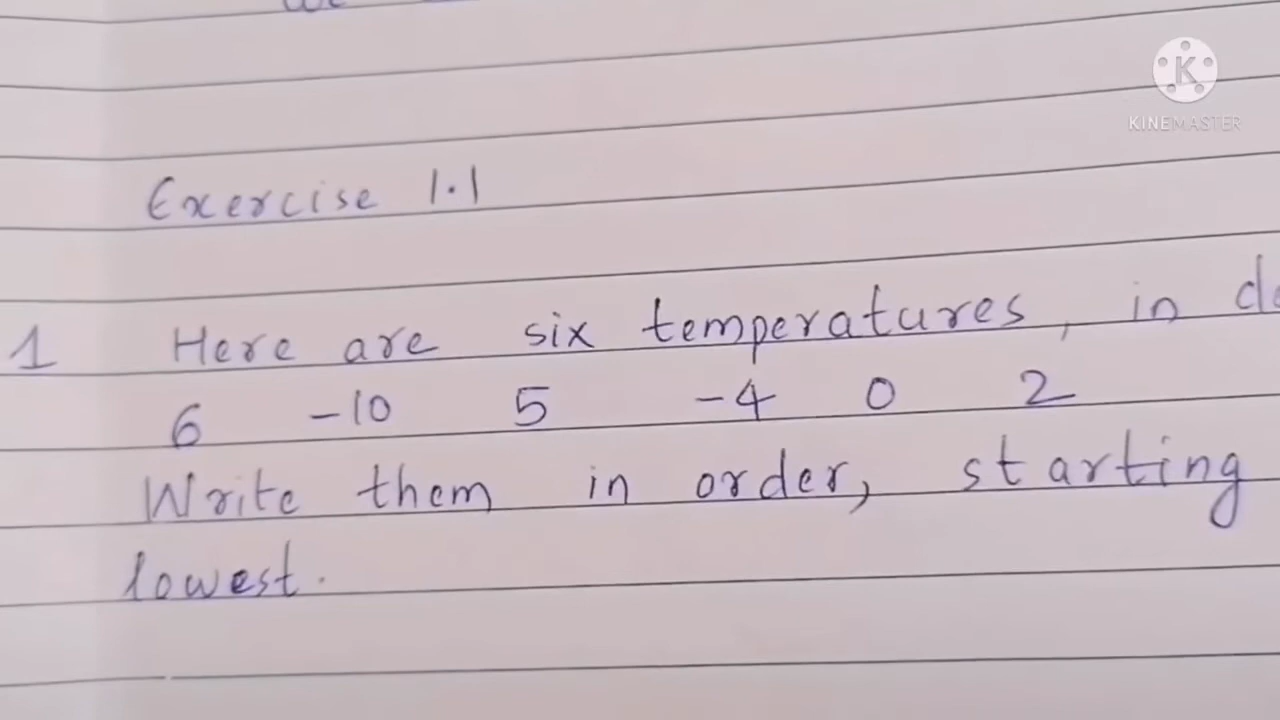 KINEMASTER
Exercise 1.1
1 Here are six temperatures, in
6 -10 5 -4 0 2
Write them in order, starting
lowest.